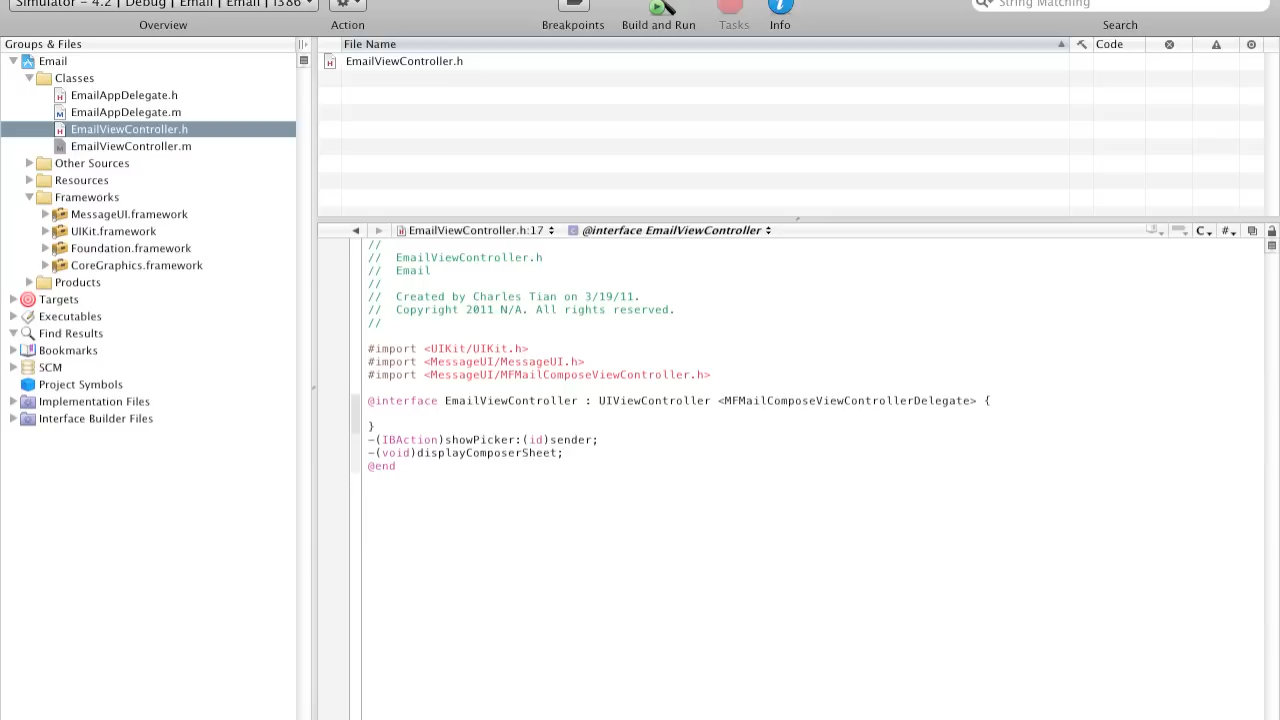 Simulator – 4.2 | Debug | Email | Email | i386
String Matching
Overview
Action
Breakpoints
Build and Run
Tasks
Info
Search
Groups & Files
File Name
Code
Email
EmailViewController.h
Classes
EmailAppDelegate.h
EmailAppDelegate.m
EmailViewController.h
EmailViewController.m
Other Sources
Resources
Frameworks
MessageUI.framework
UIKit.framework
Foundation.framework
CoreGraphics.framework
Products
Targets
Executables
Find Results
Bookmarks
SCM
Project Symbols
Implementation Files
Interface Builder Files
EmailViewController.h:17
@interface EmailViewController
C
#
//
//  EmailViewController.h
//  Email
//
//  Created by Charles Tian on 3/19/11.
//  Copyright 2011 N/A. All rights reserved.
//
#import <UIKit/UIKit.h>
#import <MessageUI/MessageUI.h>
#import <MessageUI/MFMailComposeViewController.h>
@interface EmailViewController : UIViewController <MFMailComposeViewControllerDelegate> {
}
-(IBAction)showPicker:(id)sender;
-(void)displayComposerSheet;
@end